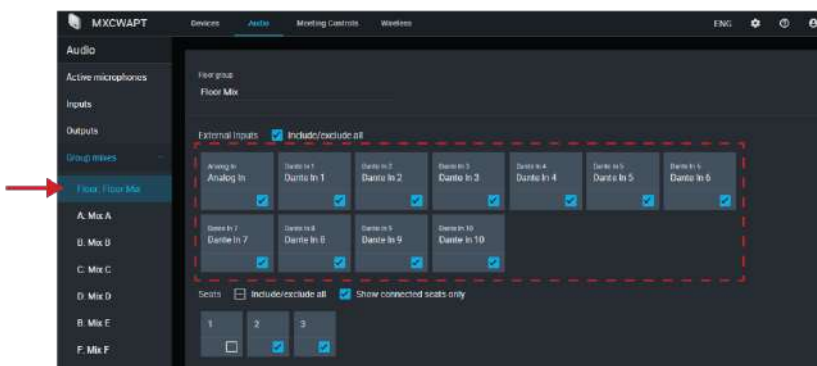 MXCWAPT
Devices Audio Meeting Controls Wireless ENG
Audio
Active microphones
Inputs
Outputs
Group mixes
Floor: Floor Mix
A: Mix A
B: Mix B
C: Mix C
D: Mix D
B: Mix E
F: Mix F
Floor group
Floor Mix
External Inputs Include/exclude all
Analog In Dante In 1 Dante In 2 Dante In 3 Dante In 4 Dante In 5 Dante In 6
Analog In Dante In 1 Dante In 2 Dante In 3 Dante In 4 Dante In 5 Dante In 6
Dante In 7 Dante In 8 Dante In 9 Dante In 10
Dante In 7 Dante In 8 Dante In 9 Dante In 10
Seats Include/exclude all Show connected seats only
1 2 3